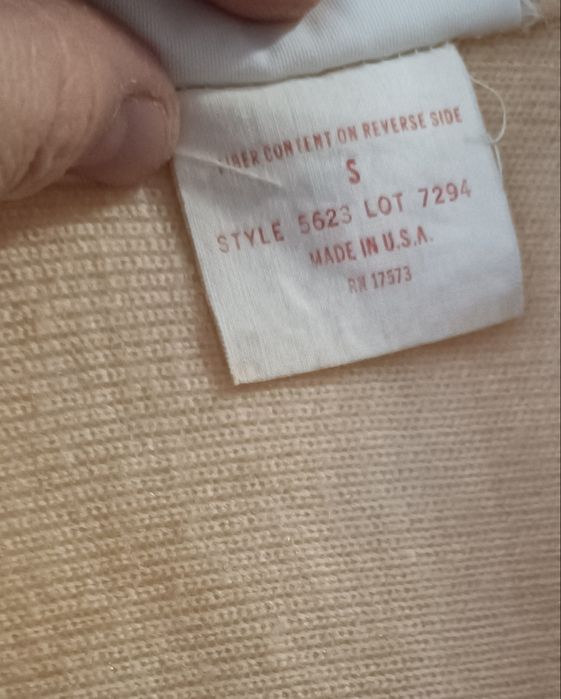 FIBER CONTENT ON REVERSE SIDE
S
STYLE 5623 LOT 7294
MADE IN U.S.A.
RN 17573